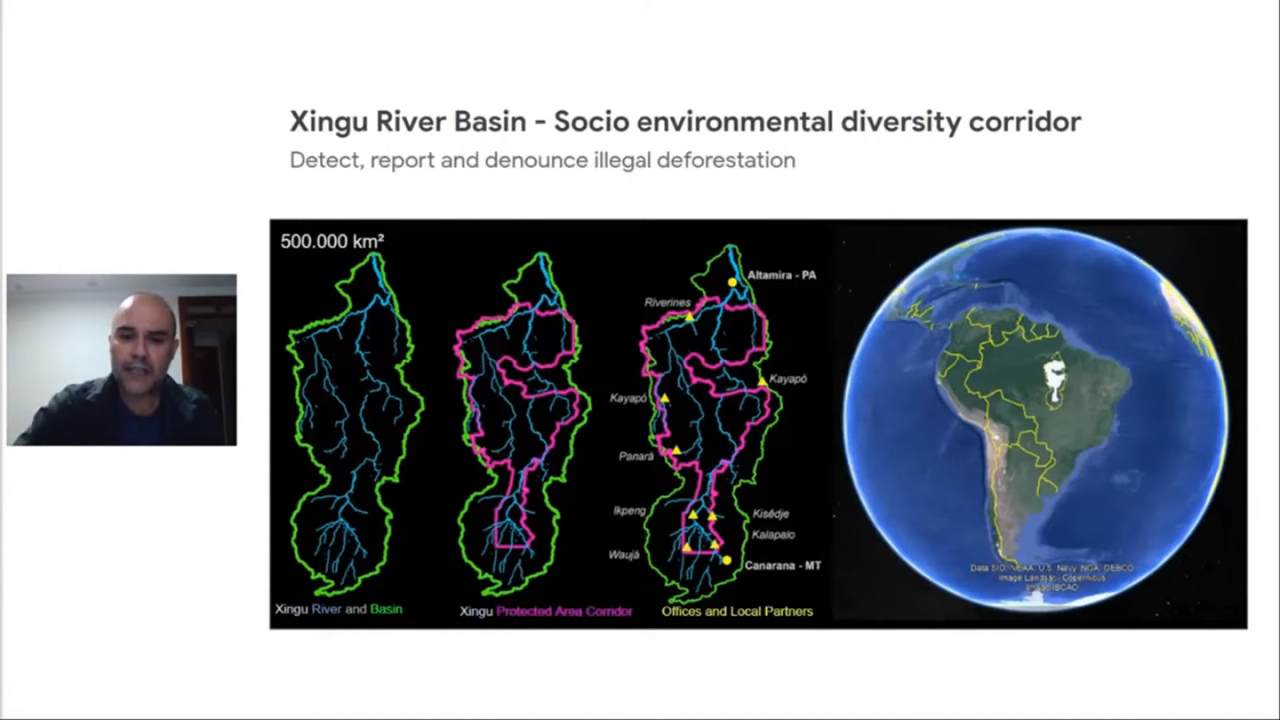 Xingu River Basin - Socio environmental diversity corridor
Detect, report and denounce illegal deforestation
500.000 km²
Altamira - PA
Riverines
Kayapó
Kayapó
Panará
Ikpeng
Kisêdje
Kalapalo
Waujá
Canarana - MT
Xingu River and Basin
Xingu Protected Area Corridor
Offices and Local Partners
Data SIO, NOAA, U.S. Navy, NGA, GEBCO
Image Landsat - Copernicus
Image IBCAO